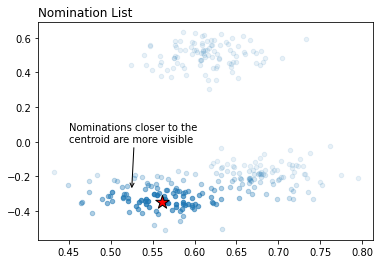 Nomination List
0.6
0.4
0.2
0.0
−0.2
−0.4
Nominations closer to the
centroid are more visible
0.45 0.50 0.55 0.60 0.65 0.70 0.75 0.80